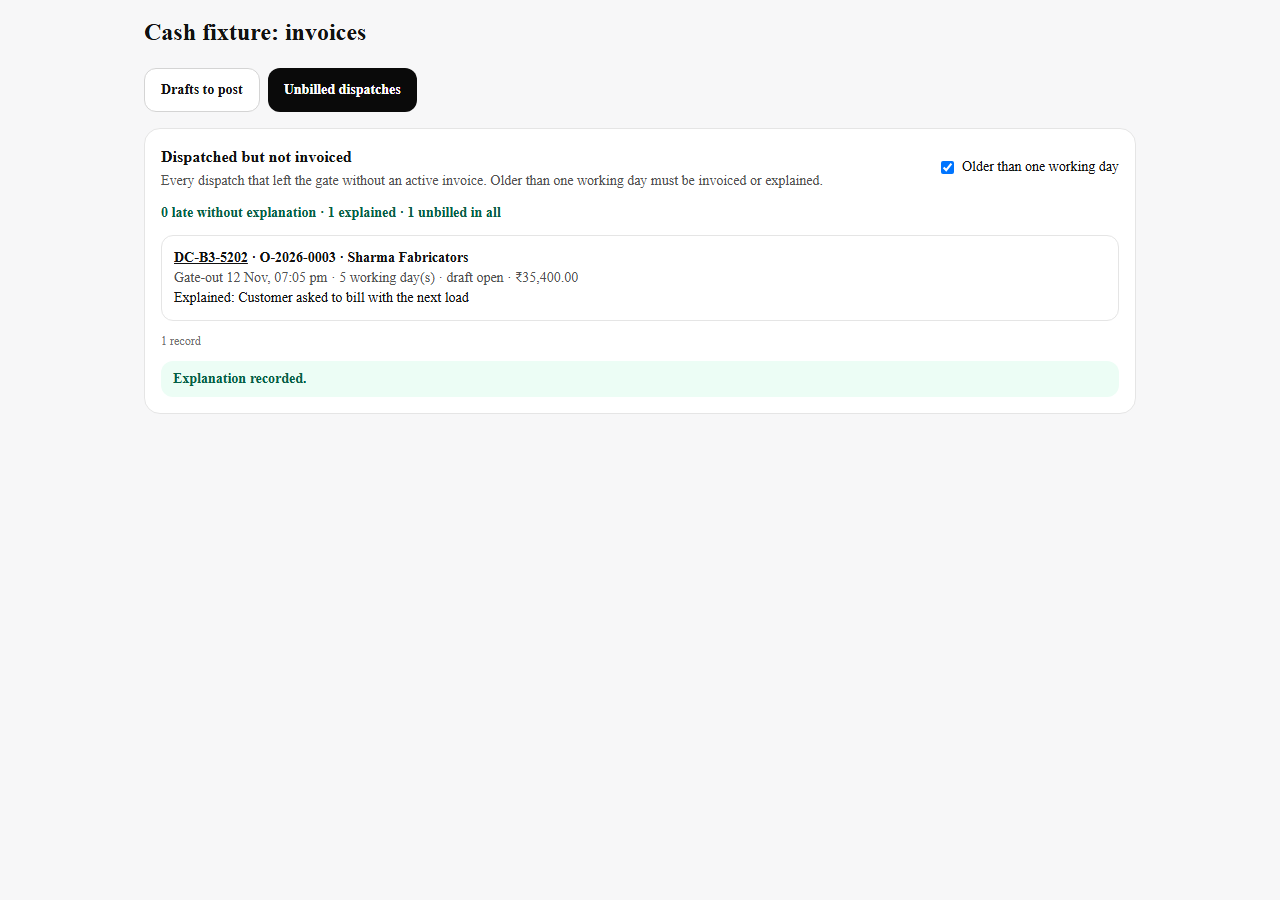 Cash fixture: invoices
Drafts to post
Unbilled dispatches
Dispatched but not invoiced
Every dispatch that left the gate without an active invoice. Older than one working day must be invoiced or explained.
Older than one working day
0 late without explanation · 1 explained · 1 unbilled in all
DC-B3-5202 · O-2026-0003 · Sharma Fabricators
Gate-out 12 Nov, 07:05 pm · 5 working day(s) · draft open · ₹35,400.00
Explained: Customer asked to bill with the next load
1 record
Explanation recorded.